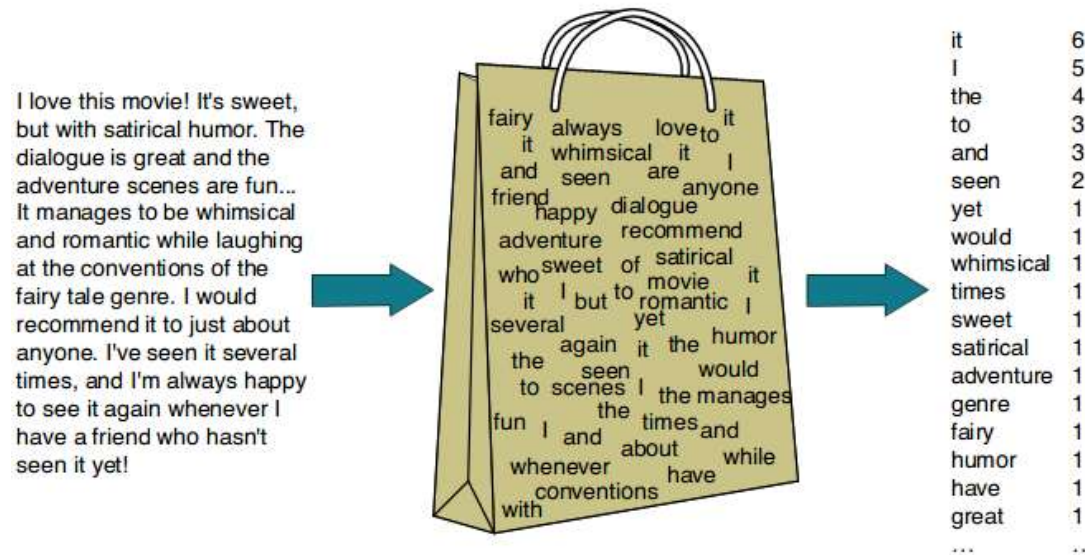 I love this movie! It's sweet,
but with satirical humor. The
dialogue is great and the
adventure scenes are fun...
It manages to be whimsical
and romantic while laughing
at the conventions of the
fairy tale genre. I would
recommend it to just about
anyone. I've seen it several
times, and I'm always happy
to see it again whenever I
have a friend who hasn't
seen it yet!
fairy always love to it
it whimsical it I
and seen are anyone
friend happy dialogue
adventure recommend
who sweet of satirical
it I but to movie it
romantic I
several yet
again it the humor
the seen would
to scenes I the manages
fun I and the times and
about while
whenever have
conventions
with
it 6
I 5
the 4
to 3
and 3
seen 2
yet 1
would 1
whimsical 1
times 1
sweet 1
satirical 1
adventure 1
genre 1
fairy 1
humor 1
have 1
great 1
... ..